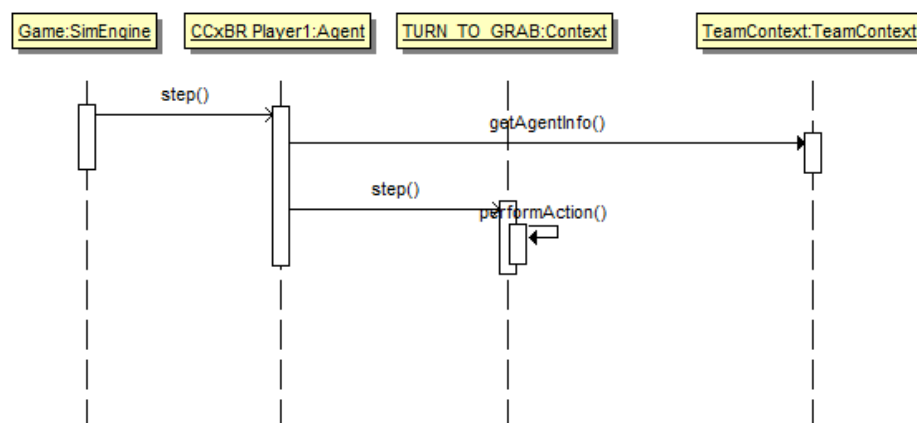 Game:SimEngine
CCxBR Player1:Agent
TURN_TO_GRAB:Context
TeamContext:TeamContext
step()
getAgentInfo()
step()
performAction()